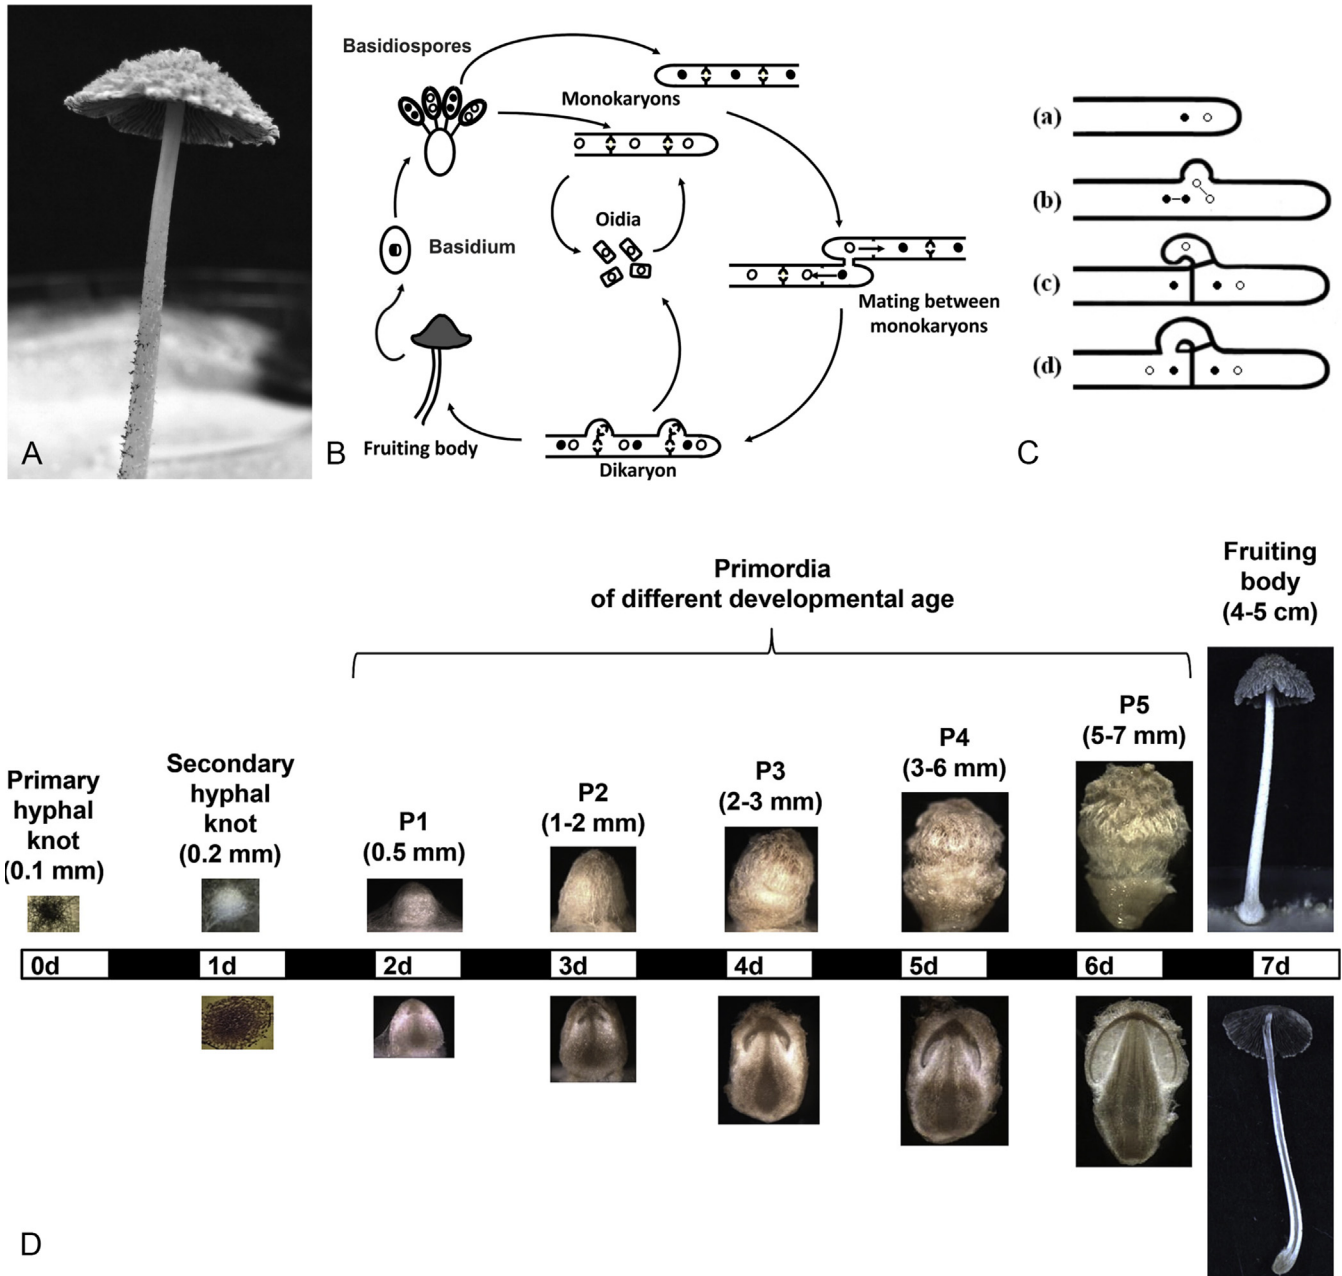 A
B
Basidiospores
Monokaryons
Oidia
Basidium
Mating between
monokaryons
Fruiting body
Dikaryon
C
(a)
(b)
(c)
(d)
Primordia
of different developmental age
Fruiting
body
(4-5 cm)
Primary
hyphal
knot
(0.1 mm)
Secondary
hyphal
knot
(0.2 mm)
P1
(0.5 mm)
P2
(1-2 mm)
P3
(2-3 mm)
P4
(3-6 mm)
P5
(5-7 mm)
0d
1d
2d
3d
4d
5d
6d
7d
D